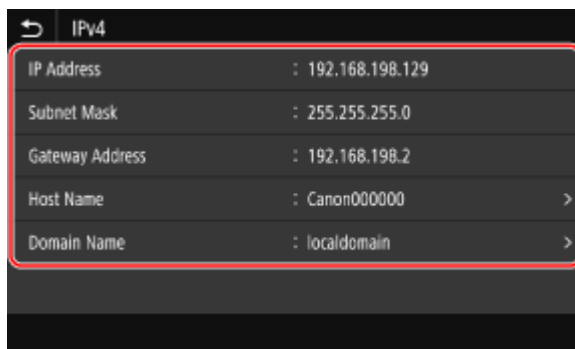 IPv4
IP Address : 192.168.198.129
Subnet Mask : 255.255.255.0
Gateway Address : 192.168.198.2
Host Name : Canon000000 >
Domain Name : localdomain >